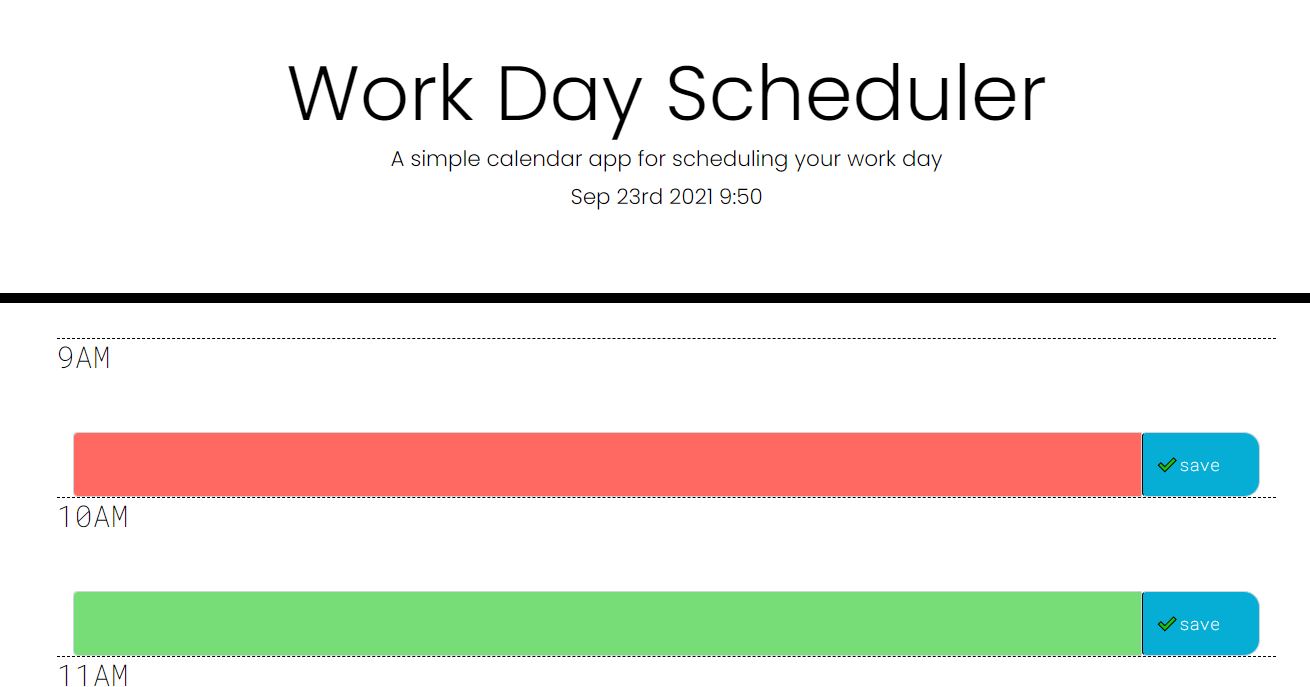 Work Day Scheduler
A simple calendar app for scheduling your work day
Sep 23rd 2021 9:50
9AM
save
10AM
save
11AM